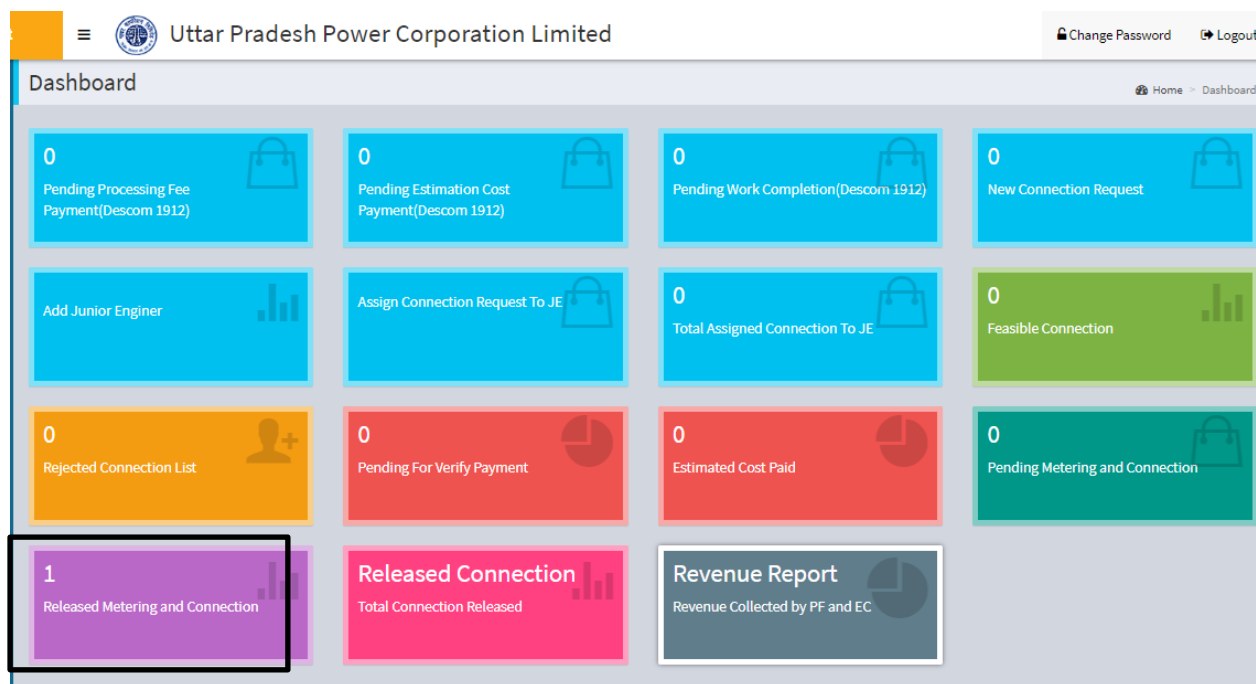 Uttar Pradesh Power Corporation Limited
Change Password
Logout
Dashboard
Home > Dashboard
0
Pending Processing Fee
Payment(Descom 1912)
0
Pending Estimation Cost
Payment(Descom 1912)
0
Pending Work Completion(Descom 1912)
0
New Connection Request
Add Junior Enginer
Assign Connection Request To JE
0
Total Assigned Connection To JE
0
Feasible Connection
0
Rejected Connection List
0
Pending For Verify Payment
0
Estimated Cost Paid
0
Pending Metering and Connection
1
Released Metering and Connection
Released Connection
Total Connection Released
Revenue Report
Revenue Collected by PF and EC